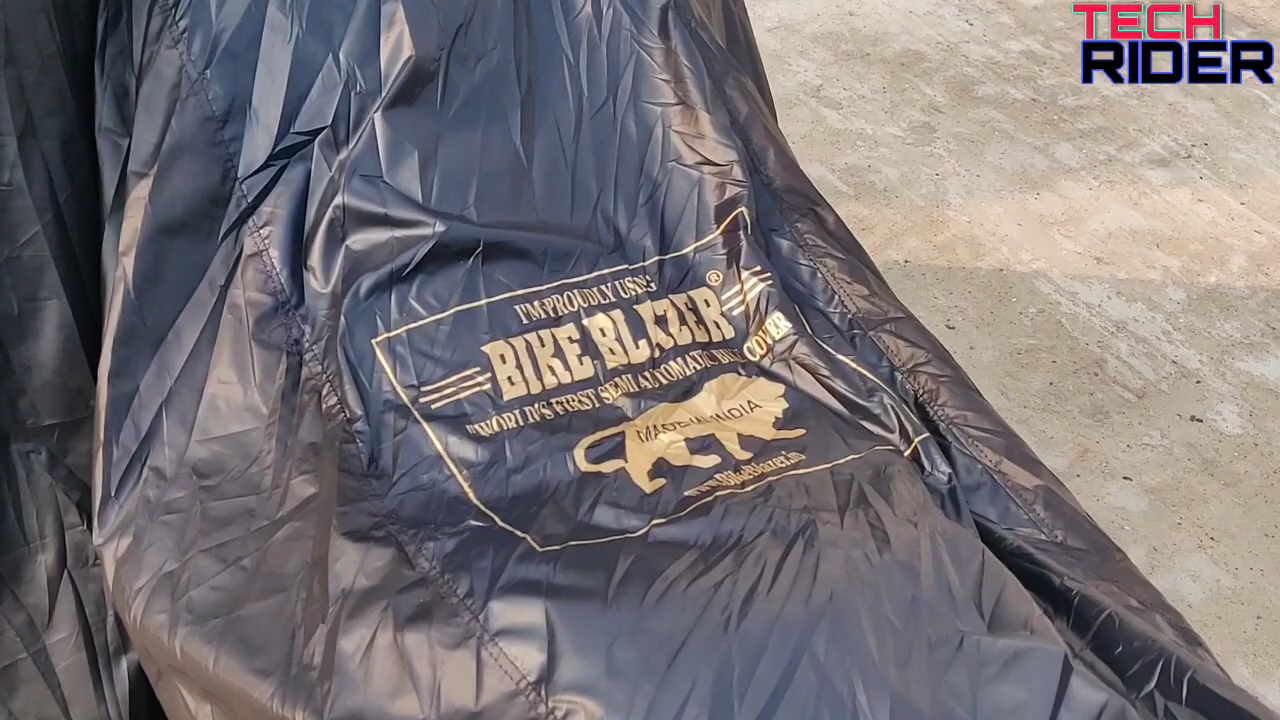 TECH
RIDER
I'M PROUDLY USING
BIKE BLAZER®
"WORLD'S FIRST SEMI AUTOMATIC BIKE COVER
MADE IN INDIA
www.BikeBlazer.in